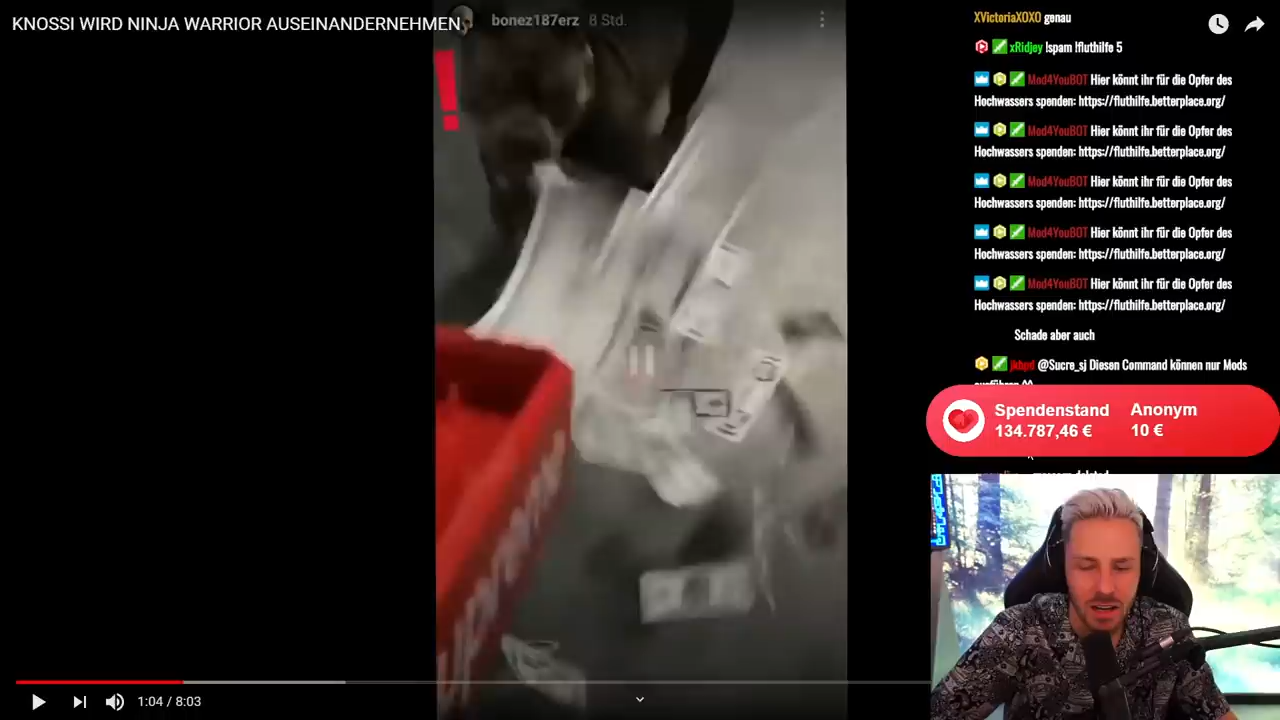 KNOSSI WIRD NINJA WARRIOR AUSEINANDERNEHMEN
bonez187erz 8 Std.
XVictoriaXOXO genau
xRidjey !spam !fluthilfe 5
Mod4YouBOT Hier könnt ihr für die Opfer des
Hochwassers spenden: https://fluthilfe.betterplace.org/
Mod4YouBOT Hier könnt ihr für die Opfer des
Hochwassers spenden: https://fluthilfe.betterplace.org/
Mod4YouBOT Hier könnt ihr für die Opfer des
Hochwassers spenden: https://fluthilfe.betterplace.org/
Mod4YouBOT Hier könnt ihr für die Opfer des
Hochwassers spenden: https://fluthilfe.betterplace.org/
Mod4YouBOT Hier könnt ihr für die Opfer des
Hochwassers spenden: https://fluthilfe.betterplace.org/
Schade aber auch
@Sucre_sj Diesen Command können nur Mods
Spendenstand
134.787,46 €
Anonym
10 €
1:04 / 8:03